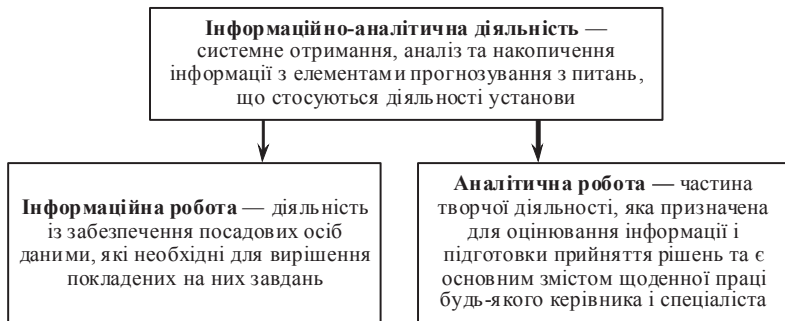 Інформаційно-аналітична діяльність —
системне отримання, аналіз та накопичення
інформації з елементами прогнозування з питань,
що стосуються діяльності установи
Інформаційна робота — діяльність
із забезпечення посадових осіб
даними, які необхідні для вирішення
покладених на них завдань
Аналітична робота — частина
творчої діяльності, яка призначена
для оцінювання інформації і
підготовки прийняття рішень та є
основним змістом щоденної праці
будь-якого керівника і спеціаліста